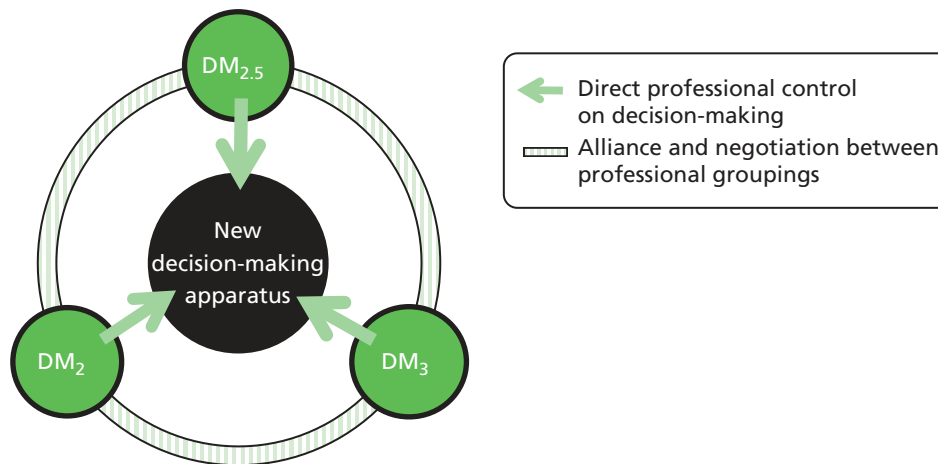 DM2.5
New
decision-making
apparatus
DM2
DM3
Direct professional control
on decision-making
Alliance and negotiation between
professional groupings